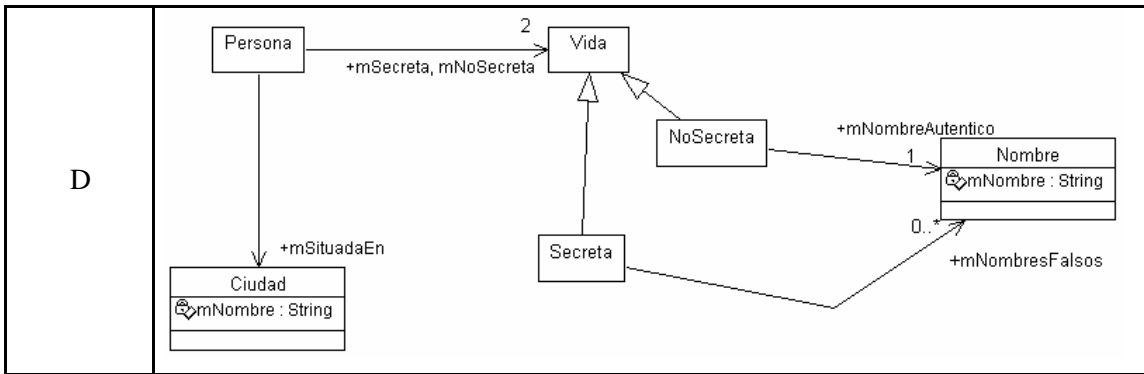 D
Persona
2
Vida
+mSecreta, mNoSecreta
NoSecreta
+mNombreAutentico
1
Nombre
mNombre : String
0..*
Secreta
+mNombresFalsos
+mSituadaEn
Ciudad
mNombre : String